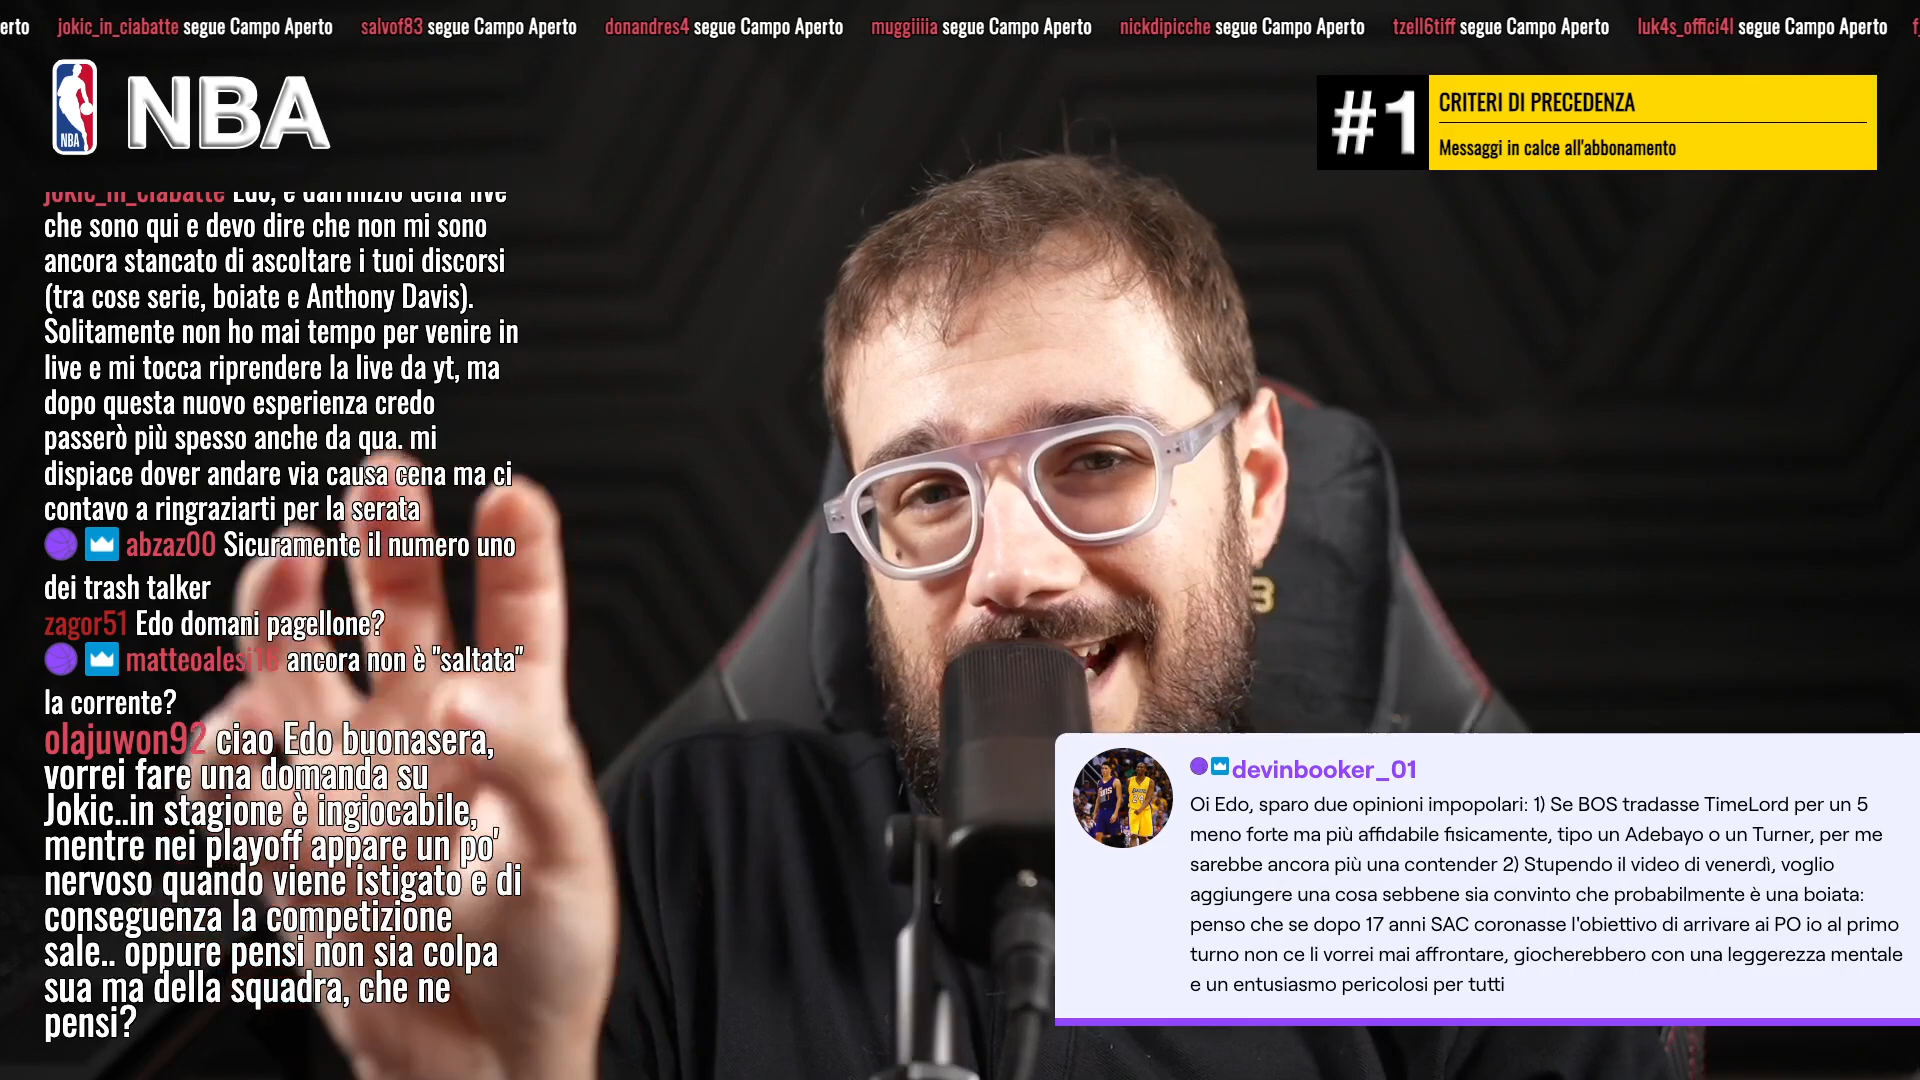 erto jokic_in_ciabatte segue Campo Aperto salvof83 segue Campo Aperto donandres4 segue Campo Aperto muggiiiia segue Campo Aperto nickdipicche segue Campo Aperto tzell6tiff segue Campo Aperto luk4s_offici4l segue Campo Aperto f
NBA
NBA
#1
CRITERI DI PRECEDENZA
Messaggi in calce all'abbonamento
jokic_in_ciabatte Edo, è dall'inizio della live
che sono qui e devo dire che non mi sono
ancora stancato di ascoltare i tuoi discorsi
(tra cose serie, boiate e Anthony Davis).
Solitamente non ho mai tempo per venire in
live e mi tocca riprendere la live da yt, ma
dopo questa nuovo esperienza credo
passerò più spesso anche da qua. mi
dispiace dover andare via causa cena ma ci
contavo a ringraziarti per la serata
abzaz00 Sicuramente il numero uno
dei trash talker
zagor51 Edo domani pagellone?
matteoalesi16 ancora non è "saltata"
la corrente?
olajuwon92 ciao Edo buonasera,
vorrei fare una domanda su
Jokic..in stagione è ingiocabile,
mentre nei playoff appare un po'
nervoso quando viene istigato e di
conseguenza la competizione
sale.. oppure pensi non sia colpa
sua ma della squadra, che ne
pensi?
3
24
devinbooker_01
Oi Edo, sparo due opinioni impopolari: 1) Se BOS tradasse TimeLord per un 5
meno forte ma più affidabile fisicamente, tipo un Adebayo o un Turner, per me
sarebbe ancora più una contender 2) Stupendo il video di venerdì, voglio
aggiungere una cosa sebbene sia convinto che probabilmente è una boiata:
penso che se dopo 17 anni SAC coronasse l'obiettivo di arrivare ai PO io al primo
turno non ce li vorrei mai affrontare, giocherebbero con una leggerezza mentale
e un entusiasmo pericolosi per tutti